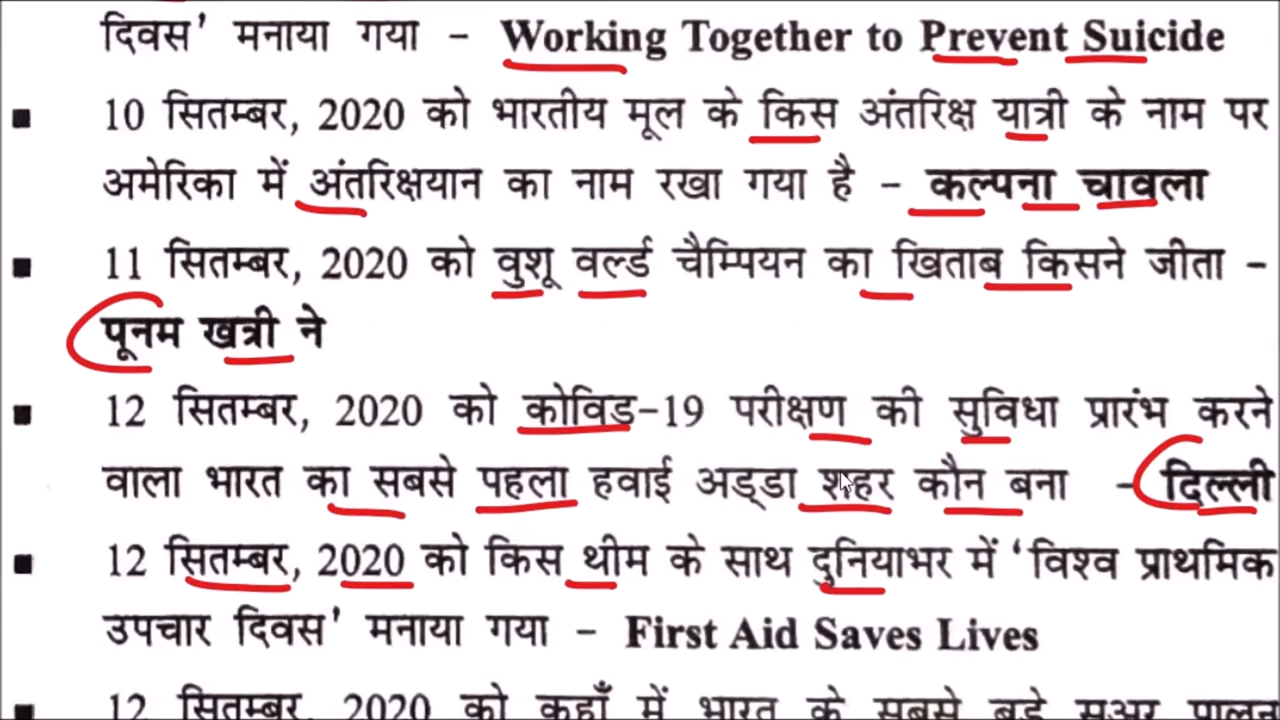 दिवस' मनाया गया – Working Together to Prevent Suicide
▪ 10 सितम्बर, 2020 को भारतीय मूल के किस अंतरिक्ष यात्री के नाम पर
अमेरिका में अंतरिक्षयान का नाम रखा गया है – कल्पना चावला
▪ 11 सितम्बर, 2020 को वुशू वर्ल्ड चैम्पियन का खिताब किसने जीता –
पूनम खत्री ने
▪ 12 सितम्बर, 2020 को कोविड-19 परीक्षण की सुविधा प्रारंभ करने
वाला भारत का सबसे पहला हवाई अड्डा शहर कौन बना – दिल्ली
▪ 12 सितम्बर, 2020 को किस थीम के साथ दुनियाभर में 'विश्व प्राथमिक
उपचार दिवस' मनाया गया – First Aid Saves Lives
▪ 12 सितम्बर, 2020 को कहाँ में भारत के सबसे बड़े सूअर पालन